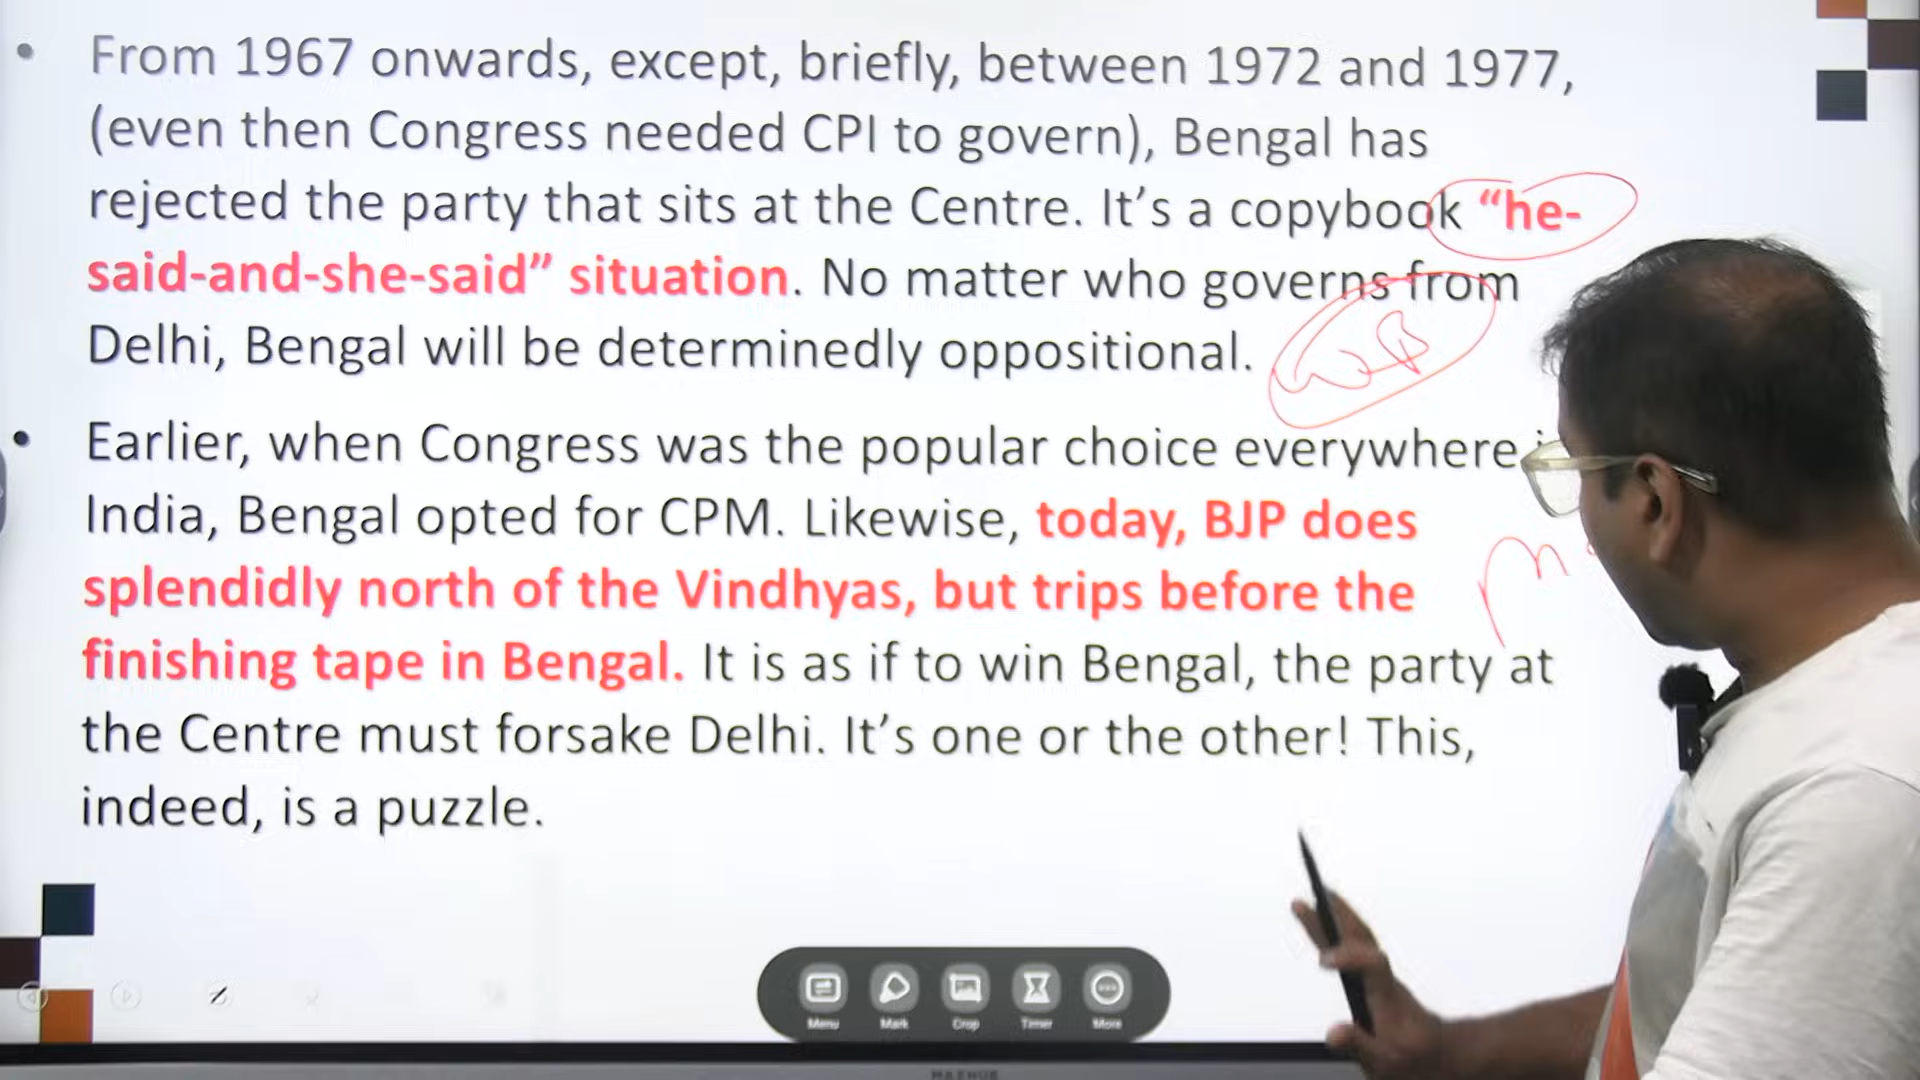 From 1967 onwards, except, briefly, between 1972 and 1977,
(even then Congress needed CPI to govern), Bengal has
rejected the party that sits at the Centre. It’s a copybook “he-
said-and-she-said” situation. No matter who governs from
Delhi, Bengal will be determinedly oppositional.
Earlier, when Congress was the popular choice everywhere
India, Bengal opted for CPM. Likewise, today, BJP does
splendidly north of the Vindhyas, but trips before the
finishing tape in Bengal. It is as if to win Bengal, the party at
the Centre must forsake Delhi. It’s one or the other! This,
indeed, is a puzzle.
Menu Mark Crop Timer More
MAXHUB